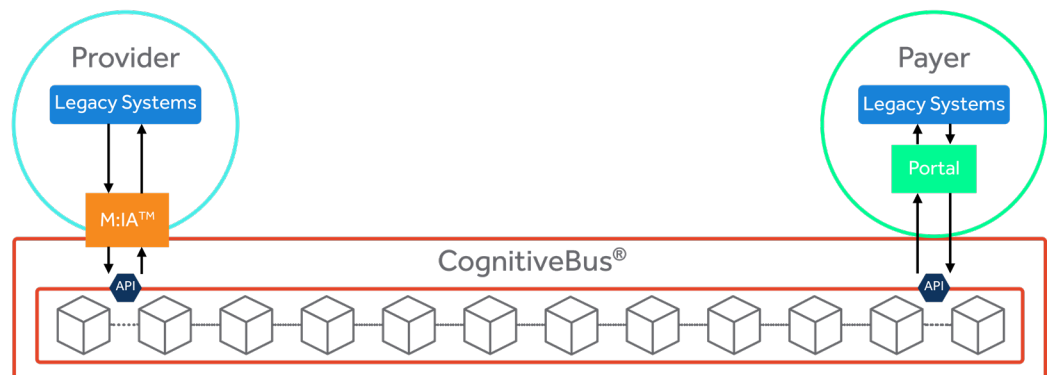 Provider
Payer
Legacy Systems
Legacy Systems
Portal
M:IA™
CognitiveBus®
API
API